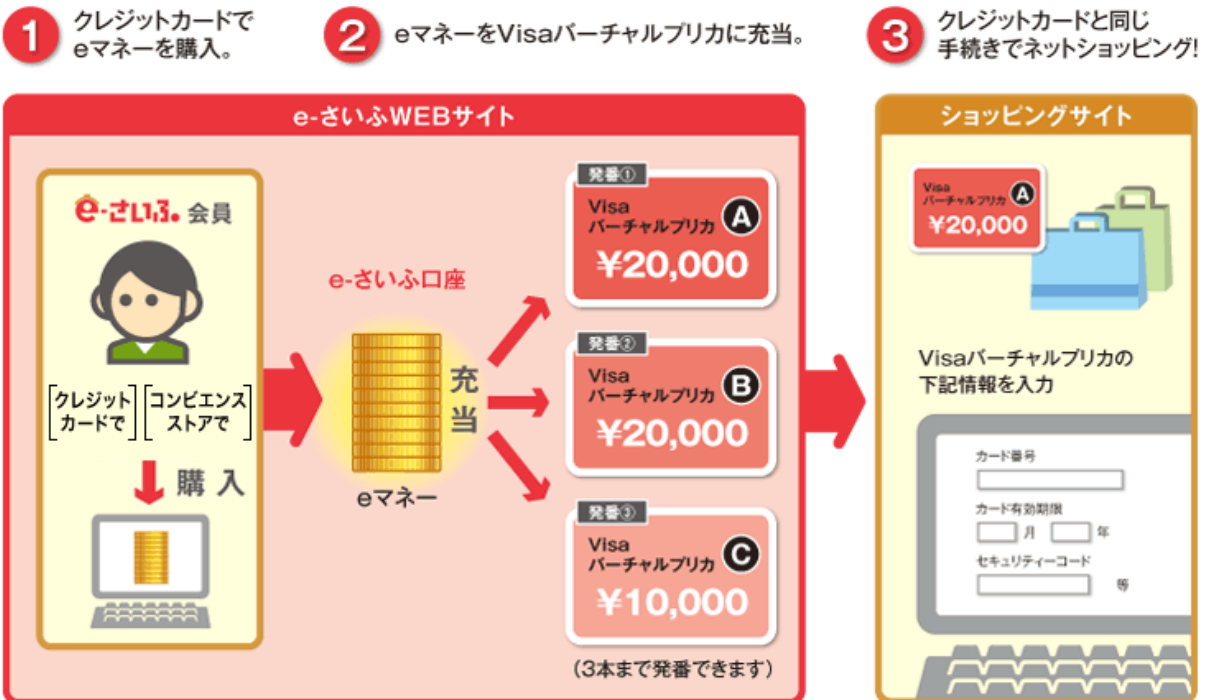 1
クレジットカードで
eマネーを購入。
2
eマネーをVisaバーチャルプリカに充当。
3
クレジットカードと同じ
手続きでネットショッピング!
e-さいふWEBサイト
e-さいふ。会員
[クレジット
カードで]
[コンビエンス
ストアで]
購入
e-さいふ口座
充当
eマネー
発番①
Visa
バーチャルプリカ A
¥20,000
発番②
Visa
バーチャルプリカ B
¥20,000
発番③
Visa
バーチャルプリカ C
¥10,000
(3本まで発番できます)
ショッピングサイト
Visa
バーチャルプリカ A
¥20,000
Visaバーチャルプリカの
下記情報を入力
カード番号
カード有効期限
月 年
セキュリティーコード
等